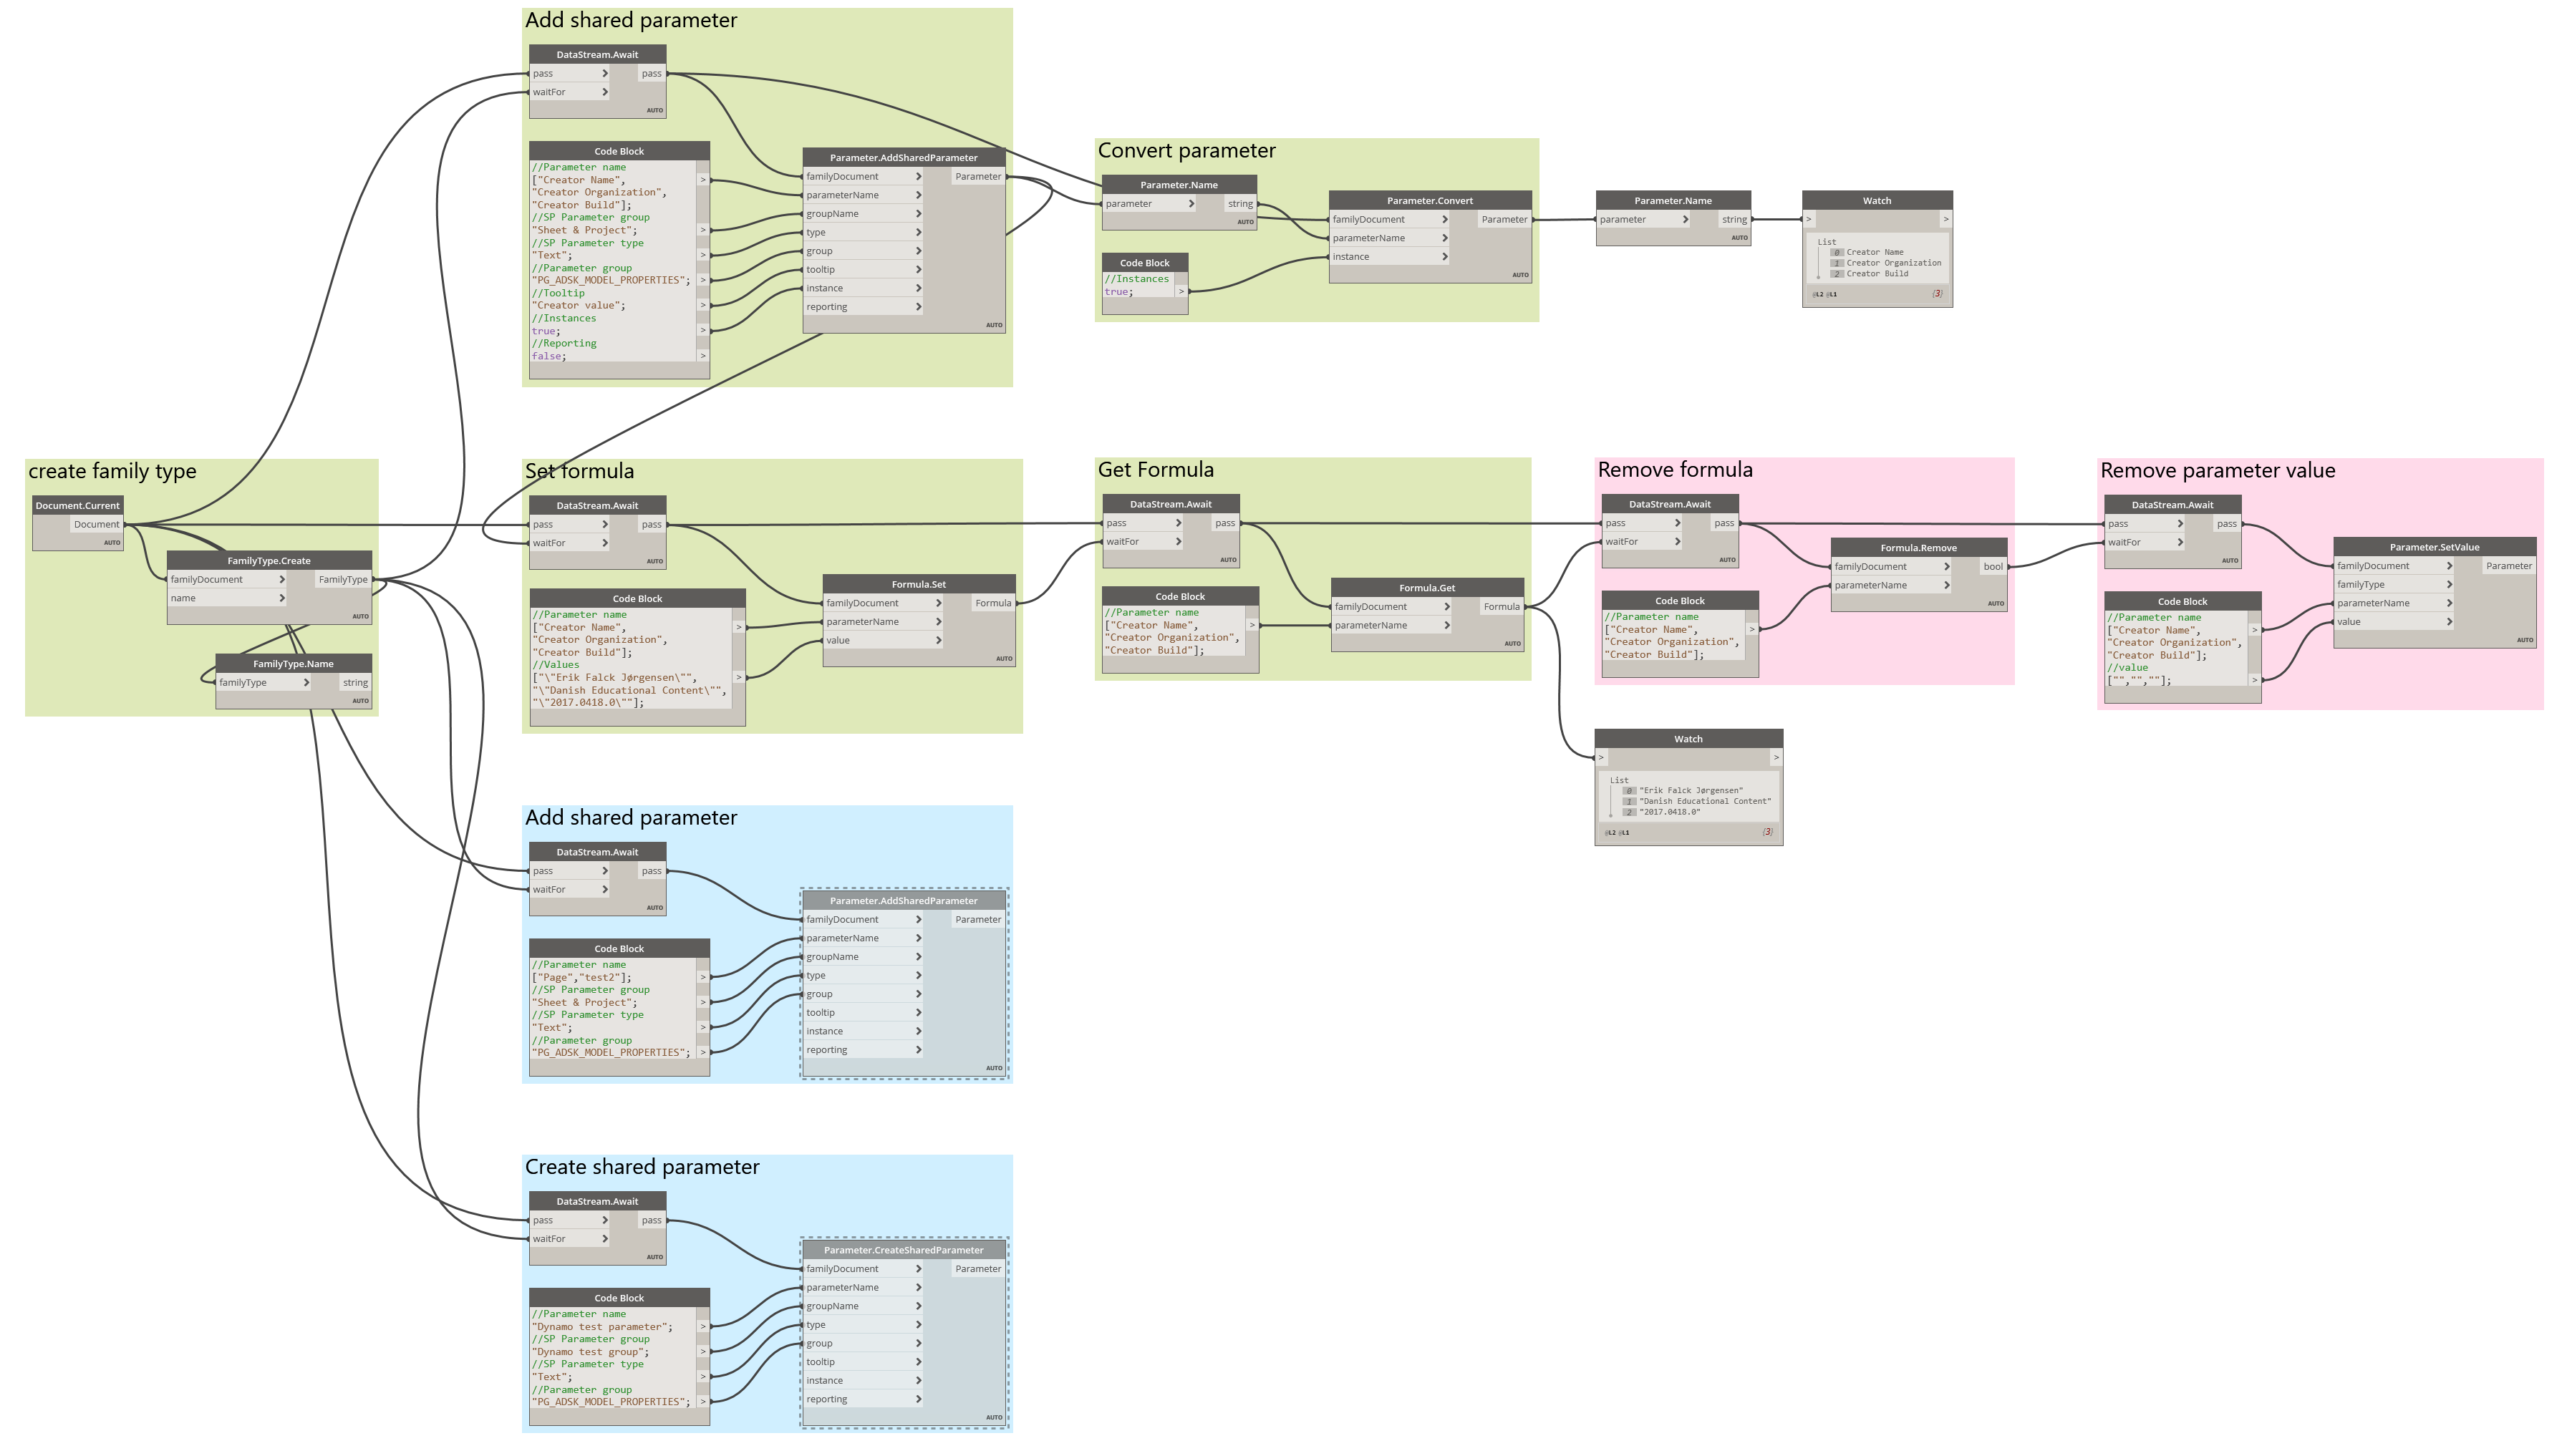 Add shared parameter
DataStream.Await
pass > pass
waitFor >
AUTO
Code Block
//Parameter name
["Creator Name", >
"Creator Organization",
"Creator Build"];
//SP Parameter group
"Sheet & Project"; >
//SP Parameter type
"Text"; >
//Parameter group
"PG_ADSK_MODEL_PROPERTIES"; >
//Tooltip
"Creator value"; >
//Instances
true; >
//Reporting
false; >
Parameter.AddSharedParameter
familyDocument > Parameter
parameterName >
groupName >
type >
group >
tooltip >
instance >
reporting >
AUTO
Convert parameter
Parameter.Name
parameter > string
AUTO
Code Block
//Instances
true; >
Parameter.Convert
familyDocument > Parameter
parameterName >
instance >
AUTO
Parameter.Name
parameter > string
AUTO
Watch
> >
List
0 Creator Name
1 Creator Organization
2 Creator Build
@L2 @L1 {3}
create family type
Document.Current
Document
AUTO
FamilyType.Create
familyDocument > FamilyType
name >
AUTO
FamilyType.Name
familyType > string
AUTO
Set formula
DataStream.Await
pass > pass
waitFor >
AUTO
Code Block
//Parameter name
["Creator Name", >
"Creator Organization",
"Creator Build"];
//Values
["\"Erik Falck Jørgensen\"", >
"\"Danish Educational Content\"",
"\"2017.0418.0\""];
Formula.Set
familyDocument > Formula
parameterName >
value >
AUTO
Get Formula
DataStream.Await
pass > pass
waitFor >
AUTO
Code Block
//Parameter name
["Creator Name", >
"Creator Organization",
"Creator Build"];
Formula.Get
familyDocument > Formula
parameterName >
AUTO
Remove formula
DataStream.Await
pass > pass
waitFor >
AUTO
Code Block
//Parameter name
["Creator Name", >
"Creator Organization",
"Creator Build"];
Formula.Remove
familyDocument > bool
parameterName >
AUTO
Remove parameter value
DataStream.Await
pass > pass
waitFor >
AUTO
Code Block
//Parameter name
["Creator Name", >
"Creator Organization",
"Creator Build"];
//value
["","",""]; >
Parameter.SetValue
familyDocument > Parameter
familyType >
parameterName >
value >
AUTO
Watch
> >
List
0 "Erik Falck Jørgensen"
1 "Danish Educational Content"
2 "2017.0418.0"
@L2 @L1 {3}
Add shared parameter
DataStream.Await
pass > pass
waitFor >
AUTO
Code Block
//Parameter name
["Page","test2"]; >
//SP Parameter group
"Sheet & Project"; >
//SP Parameter type
"Text"; >
//Parameter group
"PG_ADSK_MODEL_PROPERTIES"; >
Parameter.AddSharedParameter
familyDocument > Parameter
parameterName >
groupName >
type >
group >
tooltip >
instance >
reporting >
AUTO
Create shared parameter
DataStream.Await
pass > pass
waitFor >
AUTO
Code Block
//Parameter name
"Dynamo test parameter"; >
//SP Parameter group
"Dynamo test group"; >
//SP Parameter type
"Text"; >
//Parameter group
"PG_ADSK_MODEL_PROPERTIES"; >
Parameter.CreateSharedParameter
familyDocument > Parameter
parameterName >
groupName >
type >
group >
tooltip >
instance >
reporting >
AUTO